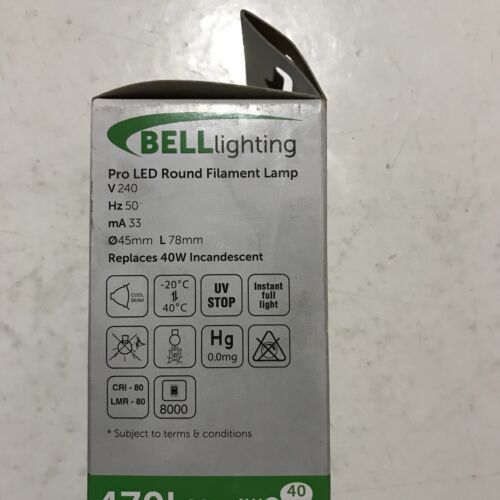 BELLlighting
Pro LED Round Filament Lamp
V 240
Hz 50
mA 33
Ø45mm L 78mm
Replaces 40W Incandescent
COOL BEAM
-20°C
40°C
UV STOP
Instant full light
Hg
0.0mg
CRI - 80
LMR - 80
8000
* Subject to terms & conditions
40